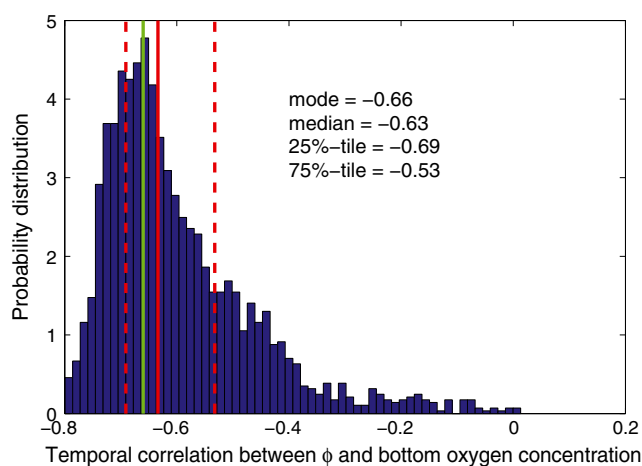 5
4
3
2
1
0
Probability distribution
mode = −0.66
median = −0.63
25%−tile = −0.69
75%−tile = −0.53
−0.8 −0.6 −0.4 −0.2 0 0.2
Temporal correlation between ϕ and bottom oxygen concentration